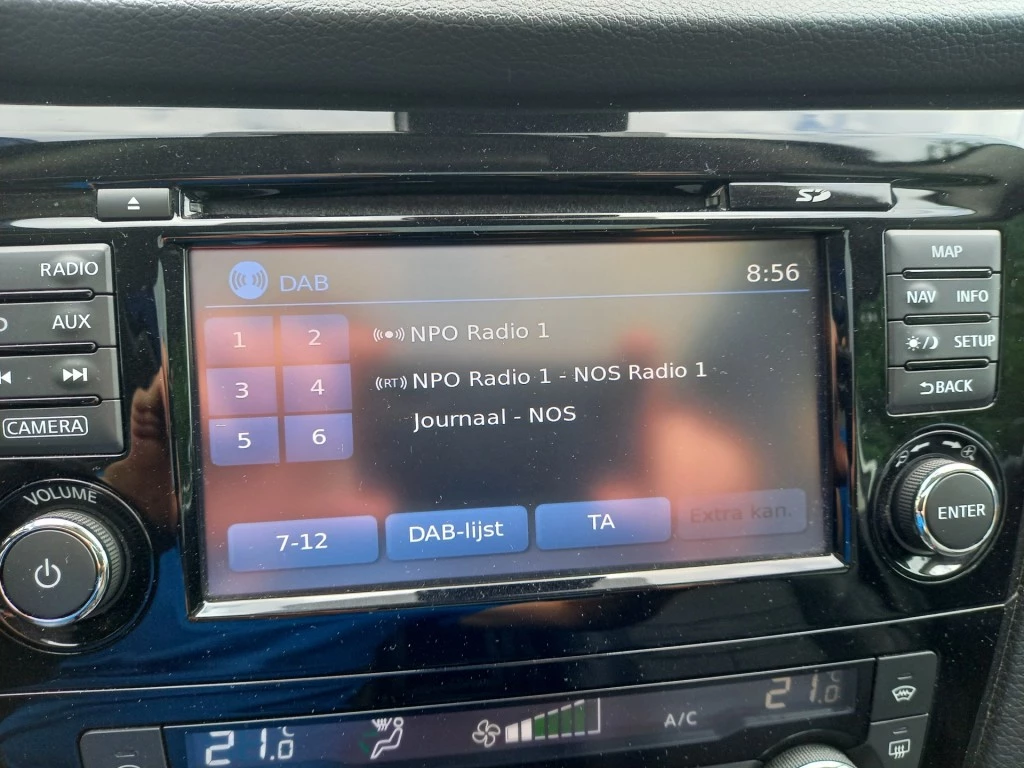 SD
RADIO
MAP
DAB
8:56
NAV INFO
AUX
1 2
NPO Radio 1
SETUP
3 4
RT NPO Radio 1 - NOS Radio 1
BACK
CAMERA
5 6
Journaal - NOS
VOLUME
ENTER
7-12
DAB-lijst
TA
Extra kan.
21.0
°C
A/C
21.0
°C